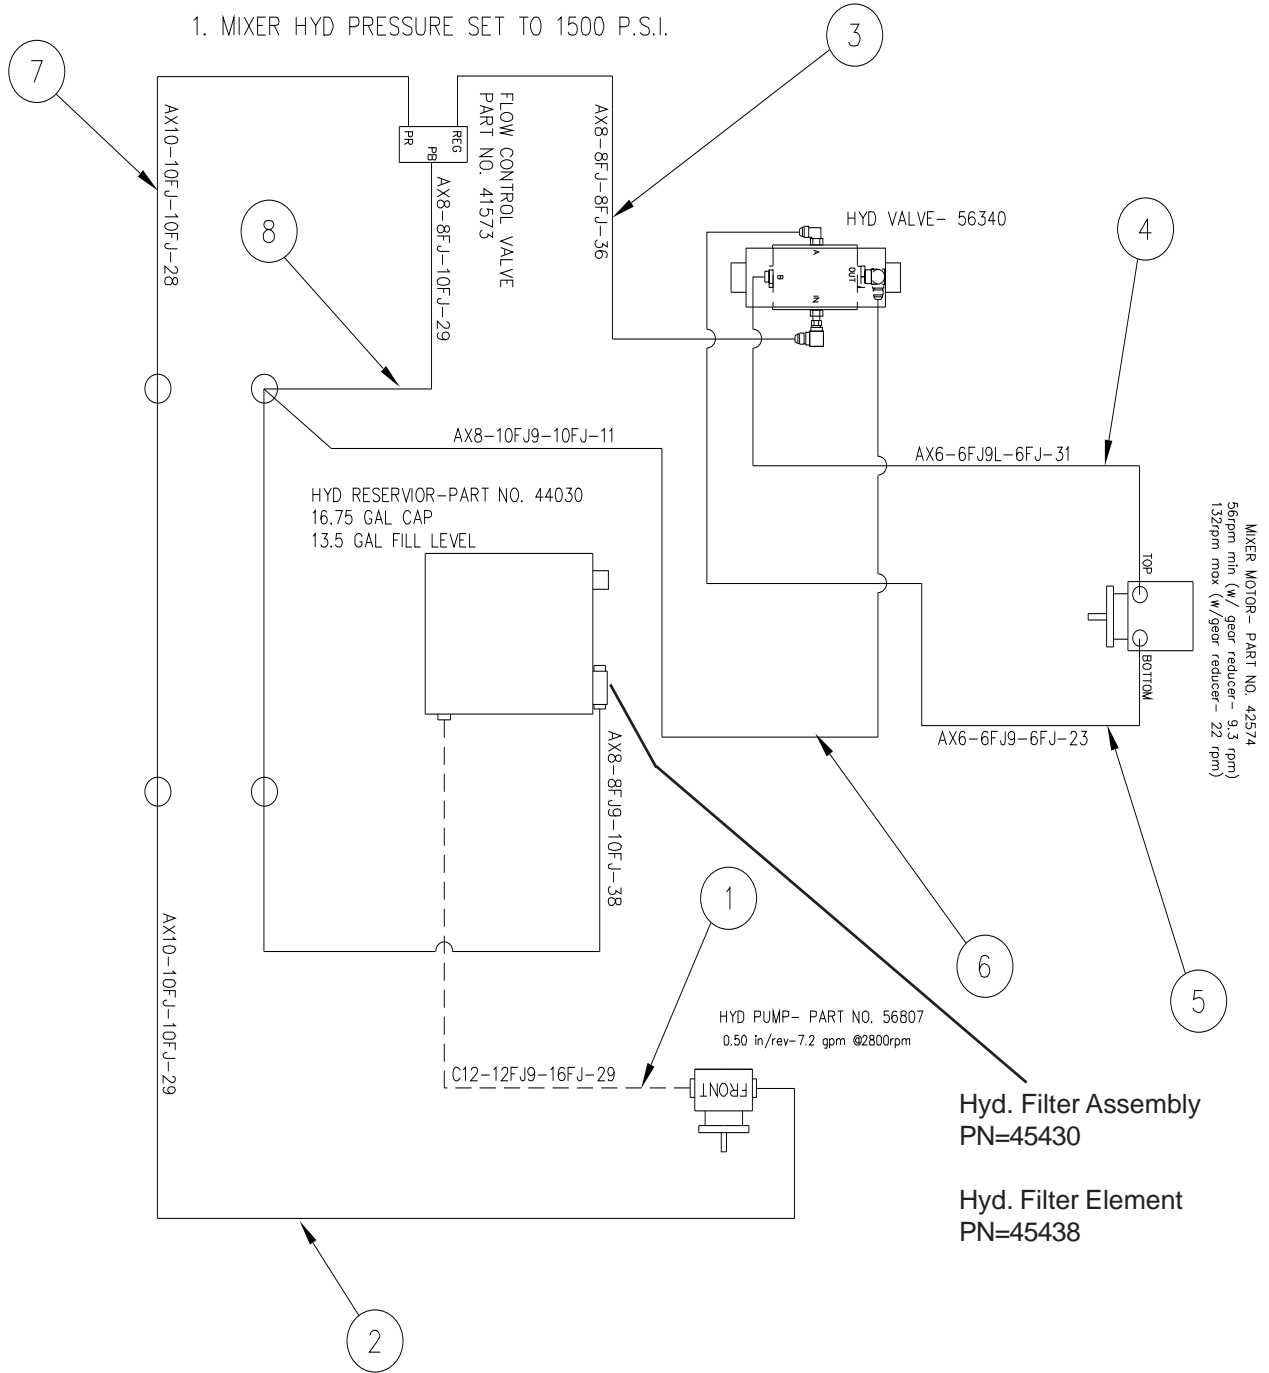 1. MIXER HYD PRESSURE SET TO 1500 P.S.I.
7
3
AX10-10FJ-10FJ-28
PR
PB
REG
FLOW CONTROL VALVE
PART NO. 41573
AX8-8FJ-10FJ-29
8
AX8-8FJ-8FJ-36
HYD VALVE- 56340
A
B
OUT
IN
4
AX8-10FJ9-10FJ-11
AX6-6FJ9L-6FJ-31
HYD RESERVIOR-PART NO. 44030
16.75 GAL CAP
13.5 GAL FILL LEVEL
TOP
BOTTOM
MIXER MOTOR- PART NO. 42574
56rpm min (w/ gear reducer- 9.3 rpm)
132rpm max (w/gear reducer- 22 rpm)
AX6-6FJ9-6FJ-23
AX8-8FJ9-10FJ-38
1
6
5
AX10-10FJ-10FJ-29
HYD PUMP- PART NO. 56807
0.50 in/rev-7.2 gpm @2800rpm
C12-12FJ9-16FJ-29
FRONT
Hyd. Filter Assembly
PN=45430
Hyd. Filter Element
PN=45438
2